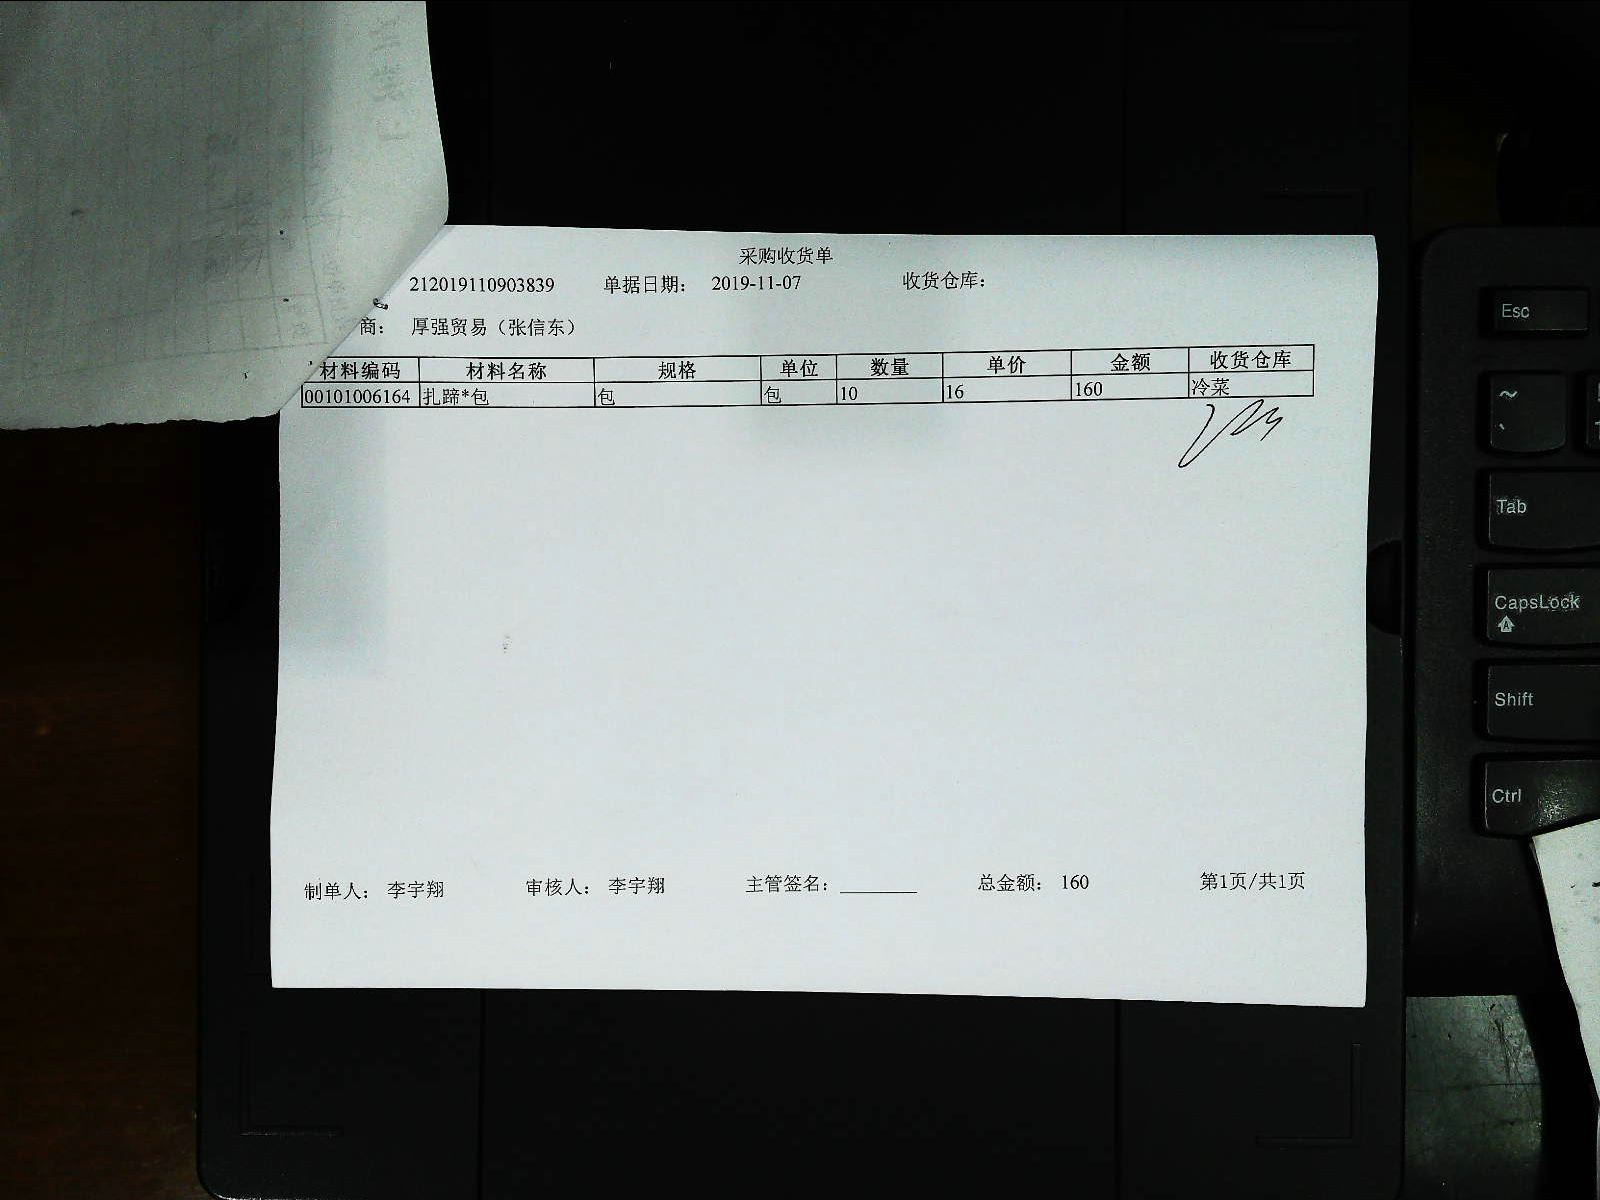 采购收货单
212019110903839 单据日期： 2019-11-07 收货仓库：
商： 厚强贸易（张信东）
材料编码 材料名称 规格 单位 数量 单价 金额 收货仓库
00101006164 扎蹄*包 包 包 10 16 160 冷菜
制单人： 李宇翔 审核人： 李宇翔 主管签名： ________ 总金额： 160 第1页/共1页
Esc
~
`
Tab
CapsLock
A
Shift
Ctrl